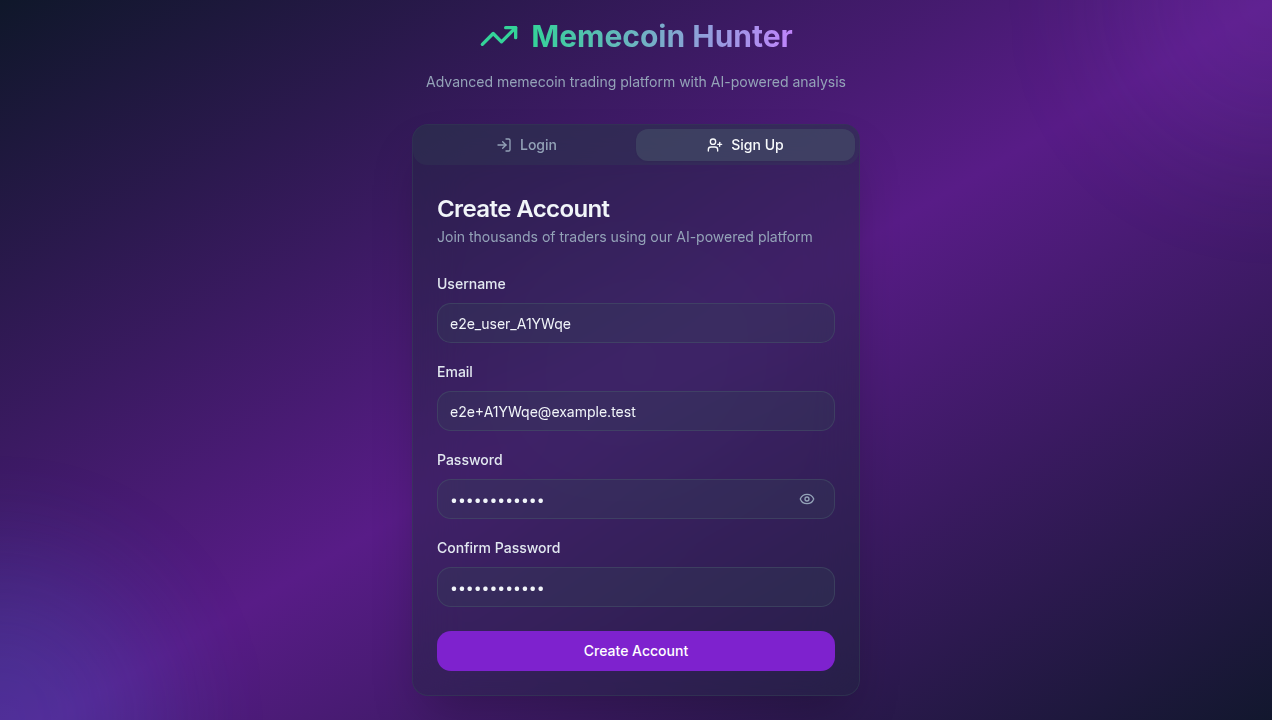 Memecoin Hunter
Advanced memecoin trading platform with AI-powered analysis
Login
Sign Up
Create Account
Join thousands of traders using our AI-powered platform
Username
e2e_user_A1YWqe
Email
e2e+A1YWqe@example.test
Password
••••••••••••
Confirm Password
••••••••••••
Create Account